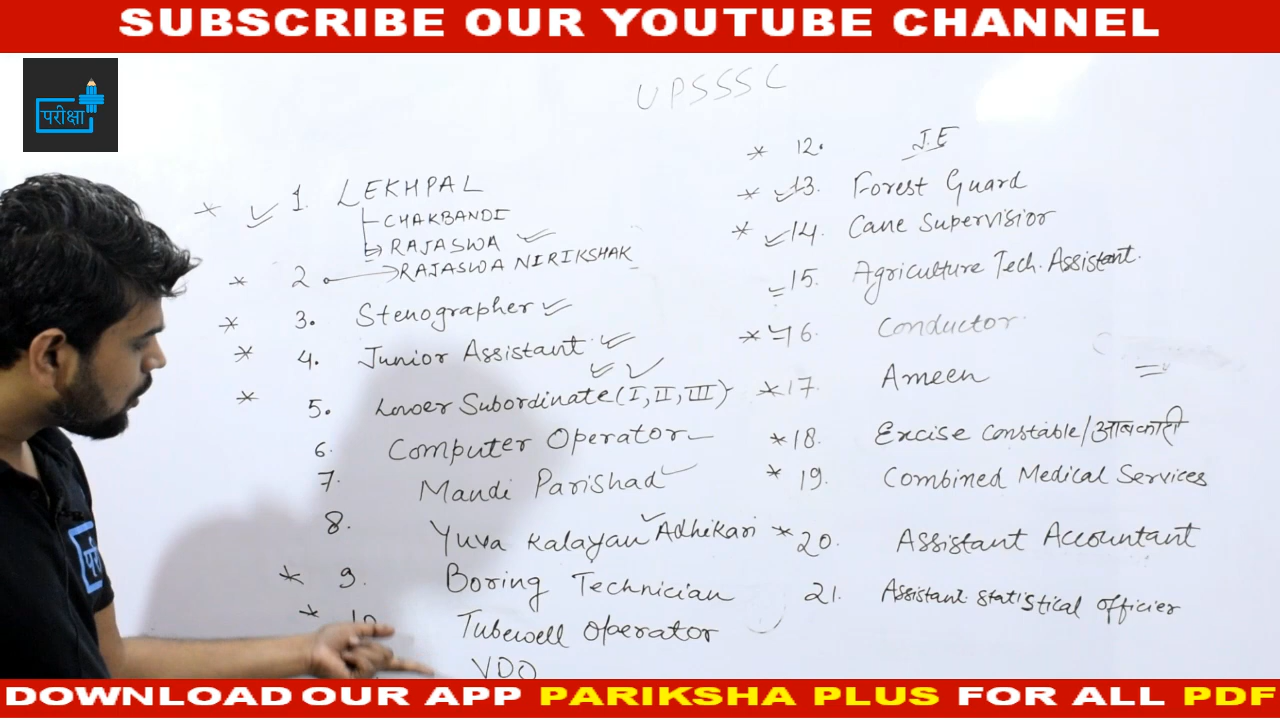 SUBSCRIBE OUR YOUTUBE CHANNEL
परीक्षा
UPSSSC
* ✓ 1. LEKHPAL
CHAKBANDI
RAJASWA ✓
* 2 → RAJASWA NIRIKSHAK
* 3. Stenographer ✓
* 4. Junior Assistant ✓
* 5. Lower Subordinate (I, II, III)
6. Computer Operator
7. Mandi Parishad ✓
8. Yuva Kalayan Adhikari
* 9. Boring Technician
* 10 Tubewell Operator
VDO
* 12. J.E
* ✓ 13. Forest Guard
* ✓ 14. Cane Supervisior
15. Agriculture Tech. Assistant.
* 16. Conductor
* 17. Ameen
* 18. Excise Constable/आबकारी
* 19. Combined Medical Services
* 20. Assistant Accountant
21. Assistant statistical officier
परी
DOWNLOAD OUR APP PARIKSHA PLUS FOR ALL PDF